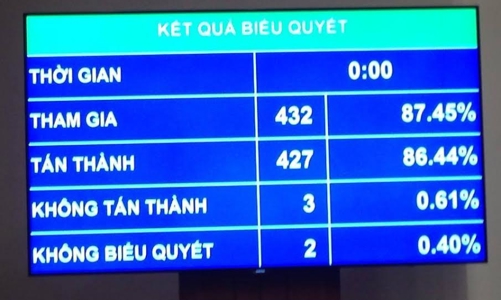 KẾT QUẢ BIỂU QUYẾT
THỜI GIAN 0:00
THAM GIA 432 87.45%
TÁN THÀNH 427 86.44%
KHÔNG TÁN THÀNH 3 0.61%
KHÔNG BIỂU QUYẾT 2 0.40%